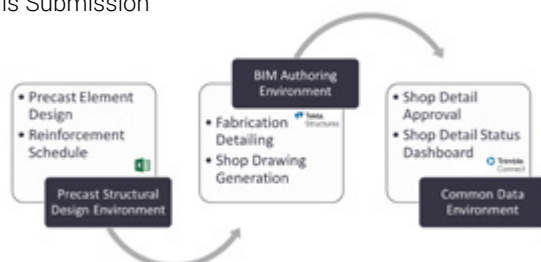 is Submission
• Precast Element
Design
• Reinforcement
Schedule
Precast Structural
Design Environment
BIM Authoring
Environment
• Fabrication
Detailing
Tekla
Structures
• Shop Drawing
Generation
• Shop Detail
Approval
• Shop Detail Status
Dashboard
Trimble
Connect
Common Data
Environment